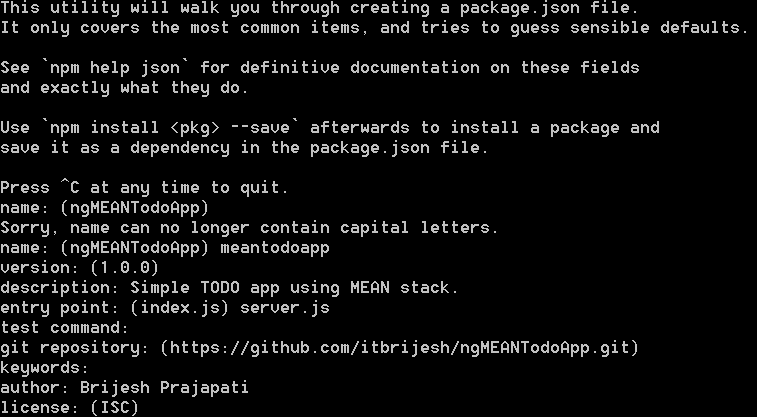 This utility will walk you through creating a package.json file.
It only covers the most common items, and tries to guess sensible defaults.
See `npm help json` for definitive documentation on these fields
and exactly what they do.
Use `npm install <pkg> --save` afterwards to install a package and
save it as a dependency in the package.json file.
Press ^C at any time to quit.
name: (ngMEANTodoApp)
Sorry, name can no longer contain capital letters.
name: (ngMEANTodoApp) meantodoapp
version: (1.0.0)
description: Simple TODO app using MEAN stack.
entry point: (index.js) server.js
test command:
git repository: (https://github.com/itbrijesh/ngMEANTodoApp.git)
keywords:
author: Brijesh Prajapati
license: (ISC)